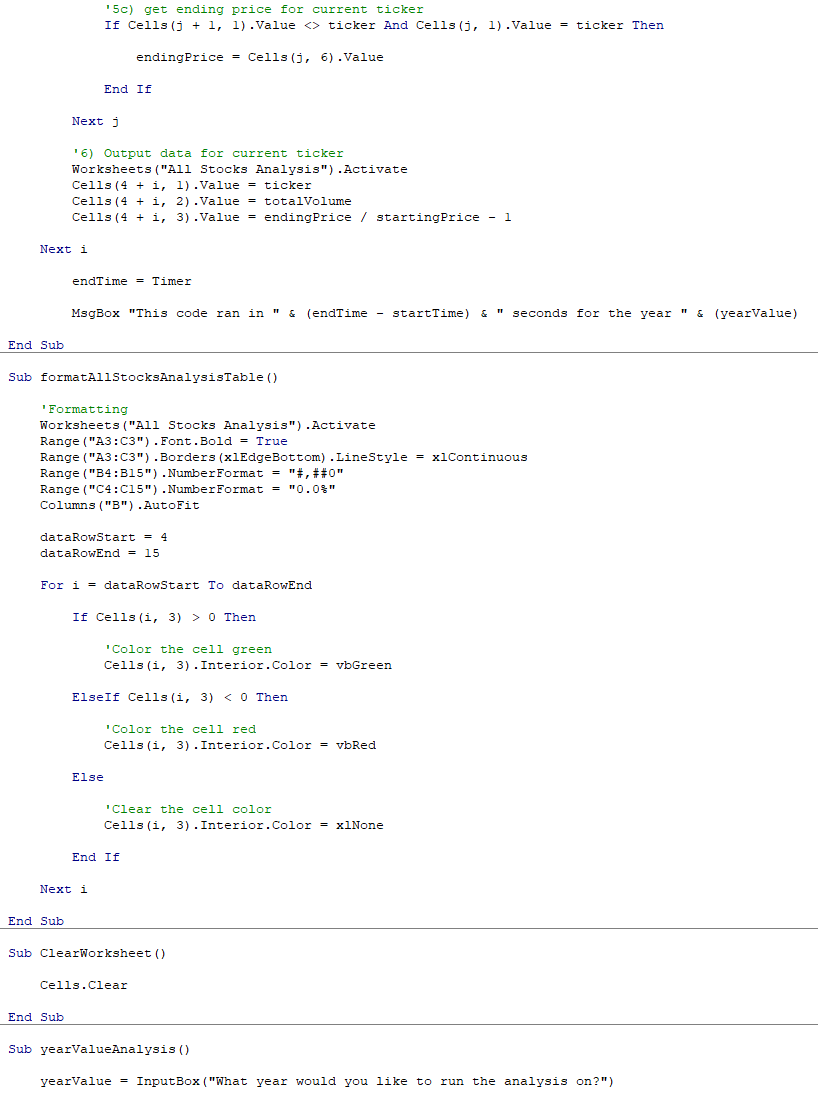 '5c) get ending price for current ticker
If Cells(j + 1, 1).Value <> ticker And Cells(j, 1).Value = ticker Then
endingPrice = Cells(j, 6).Value
End If
Next j
'6) Output data for current ticker
Worksheets("All Stocks Analysis").Activate
Cells(4 + i, 1).Value = ticker
Cells(4 + i, 2).Value = totalVolume
Cells(4 + i, 3).Value = endingPrice / startingPrice - 1
Next i
endTime = Timer
MsgBox "This code ran in " & (endTime - startTime) & " seconds for the year " & (yearValue)
End Sub
Sub formatAllStocksAnalysisTable()
'Formatting
Worksheets("All Stocks Analysis").Activate
Range("A3:C3").Font.Bold = True
Range("A3:C3").Borders(xlEdgeBottom).LineStyle = xlContinuous
Range("B4:B15").NumberFormat = "#,##0"
Range("C4:C15").NumberFormat = "0.0%"
Columns("B").AutoFit
dataRowStart = 4
dataRowEnd = 15
For i = dataRowStart To dataRowEnd
If Cells(i, 3) > 0 Then
'Color the cell green
Cells(i, 3).Interior.Color = vbGreen
ElseIf Cells(i, 3) < 0 Then
'Color the cell red
Cells(i, 3).Interior.Color = vbRed
Else
'Clear the cell color
Cells(i, 3).Interior.Color = xlNone
End If
Next i
End Sub
Sub ClearWorksheet()
Cells.Clear
End Sub
Sub yearValueAnalysis()
yearValue = InputBox("What year would you like to run the analysis on?")